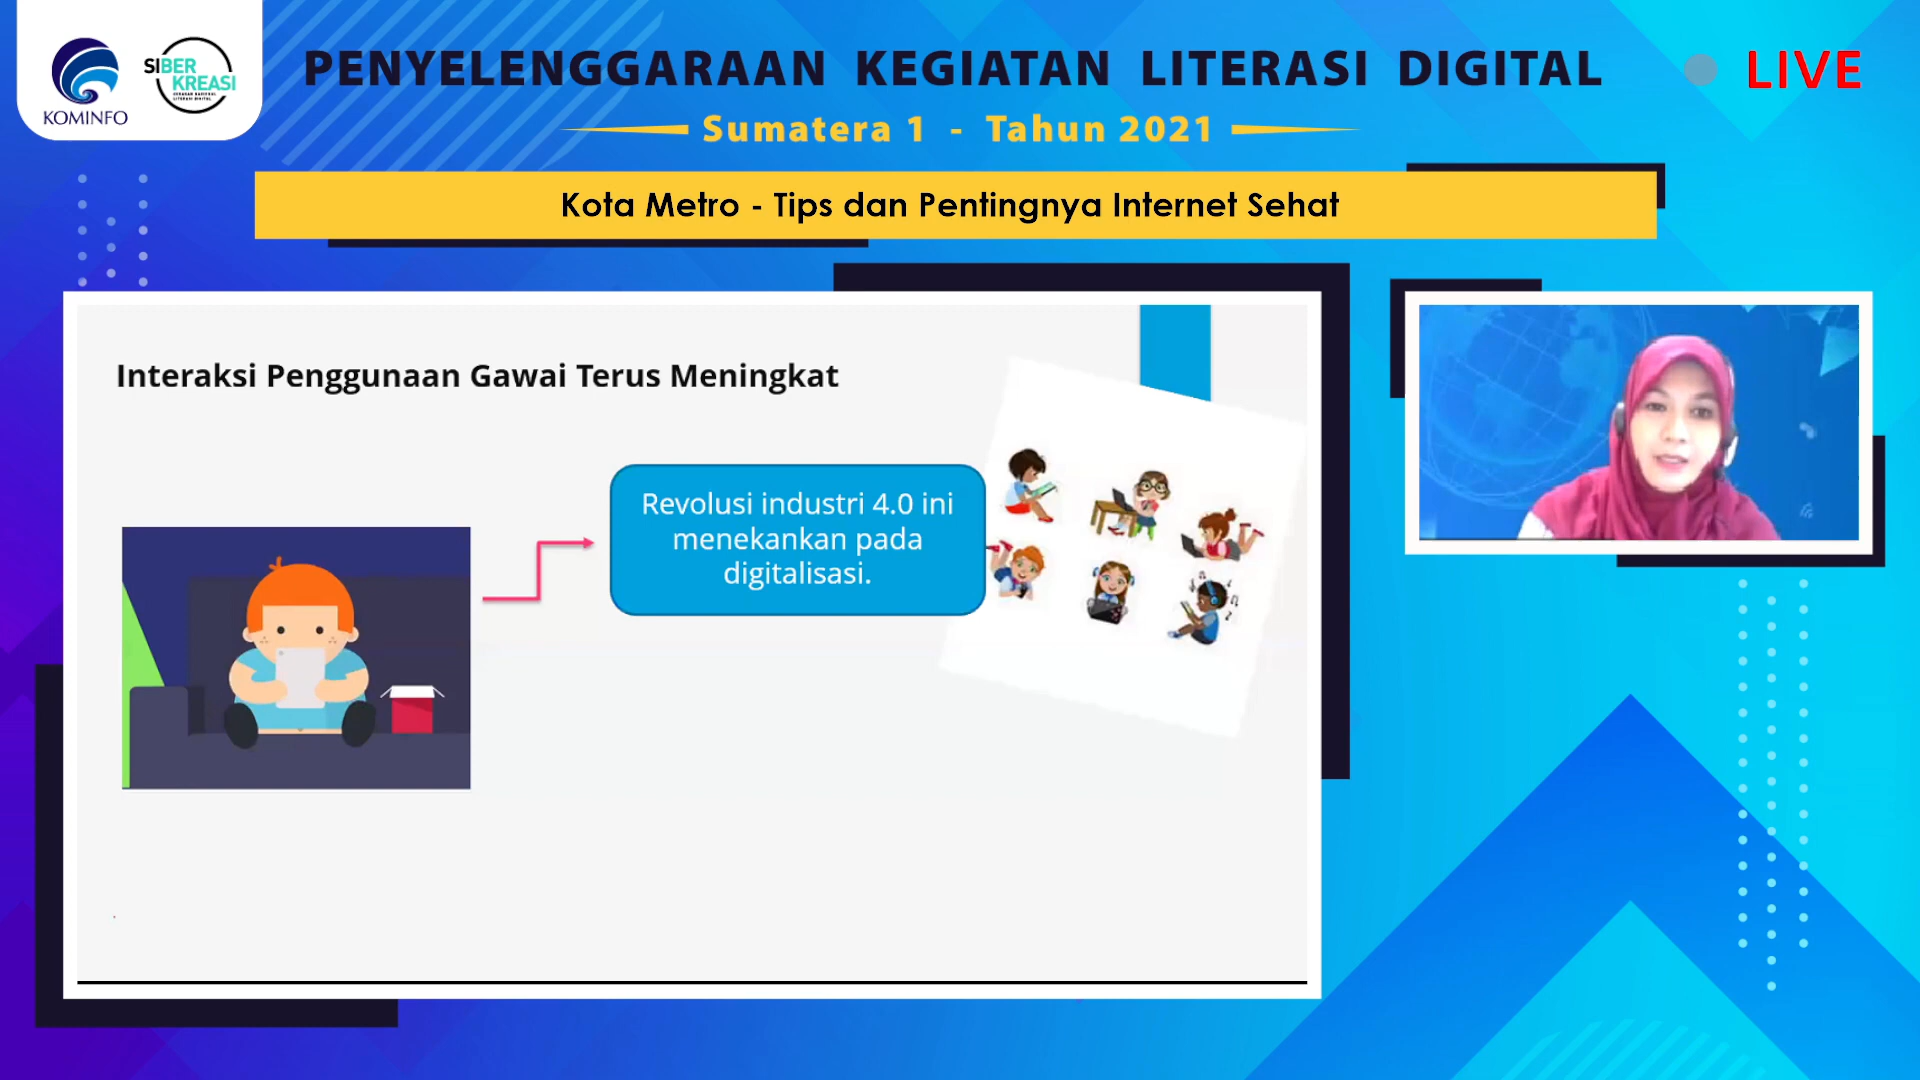 KOMINFO
SIBER
KREASI
PENYELENGGARAAN KEGIATAN LITERASI DIGITAL
LIVE
Sumatera 1 - Tahun 2021
Kota Metro - Tips dan Pentingnya Internet Sehat
Interaksi Penggunaan Gawai Terus Meningkat
Revolusi industri 4.0 ini
menekankan pada
digitalisasi.